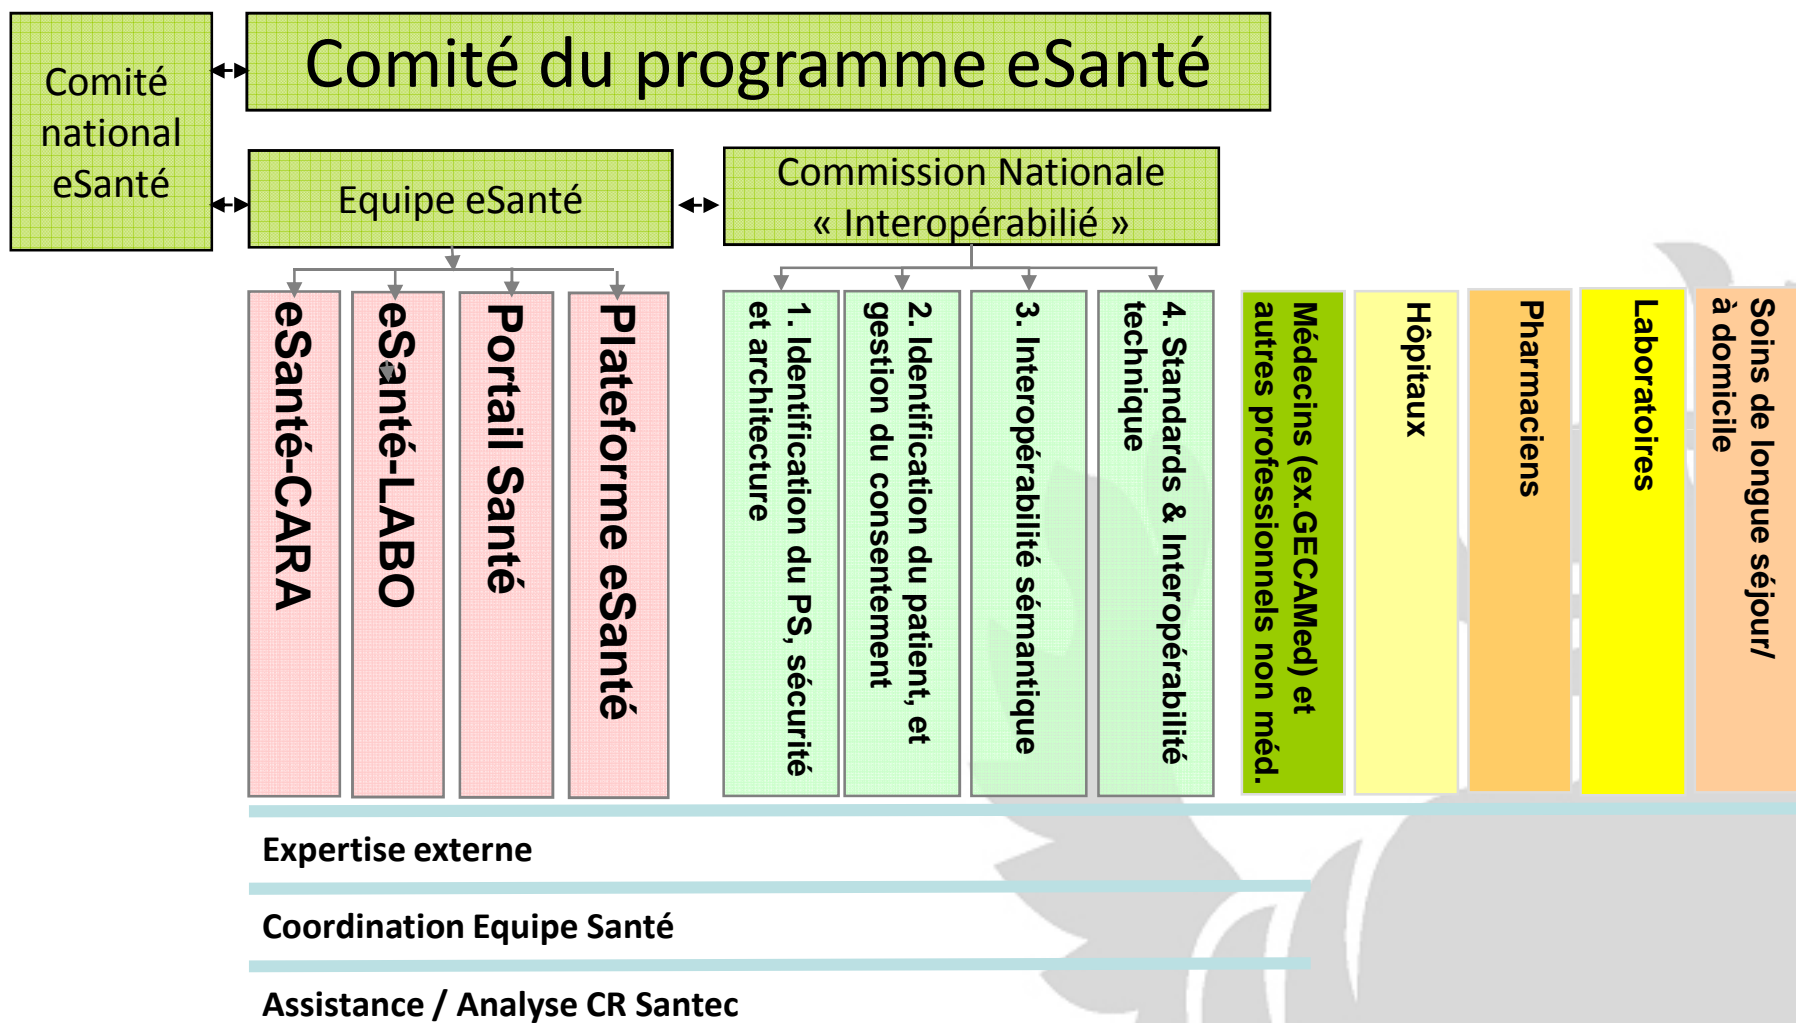 Comité
national
eSanté
Comité du programme eSanté
Equipe eSanté
Commission Nationale
« Interopérabilié »
eSanté-CARA
eSanté-LABO
Portail Santé
Plateforme eSanté
1. Identification du PS, sécurité
et architecture
2. Identification du patient, et
gestion du consentement
3. Interopérabilité sémantique
4. Standards & Interopérabilité
technique
Médecins (ex.GECAMed) et
autres professionnels non méd.
Hôpitaux
Pharmaciens
Laboratoires
Soins de longue séjour/
à domicile
Expertise externe
Coordination Equipe Santé
Assistance / Analyse CR Santec